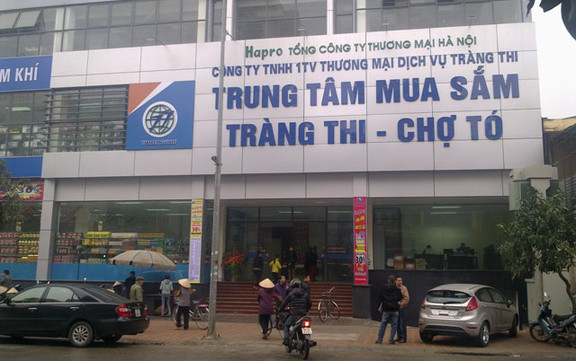 Hapro TỔNG CÔNG TY THƯƠNG MẠI HÀ NỘI
CÔNG TY TNHH 1TV THƯƠNG MẠI DỊCH VỤ TRÀNG THI
TRUNG TÂM MUA SẮM
TRÀNG THI - CHỢ TÓ
M KHÍ